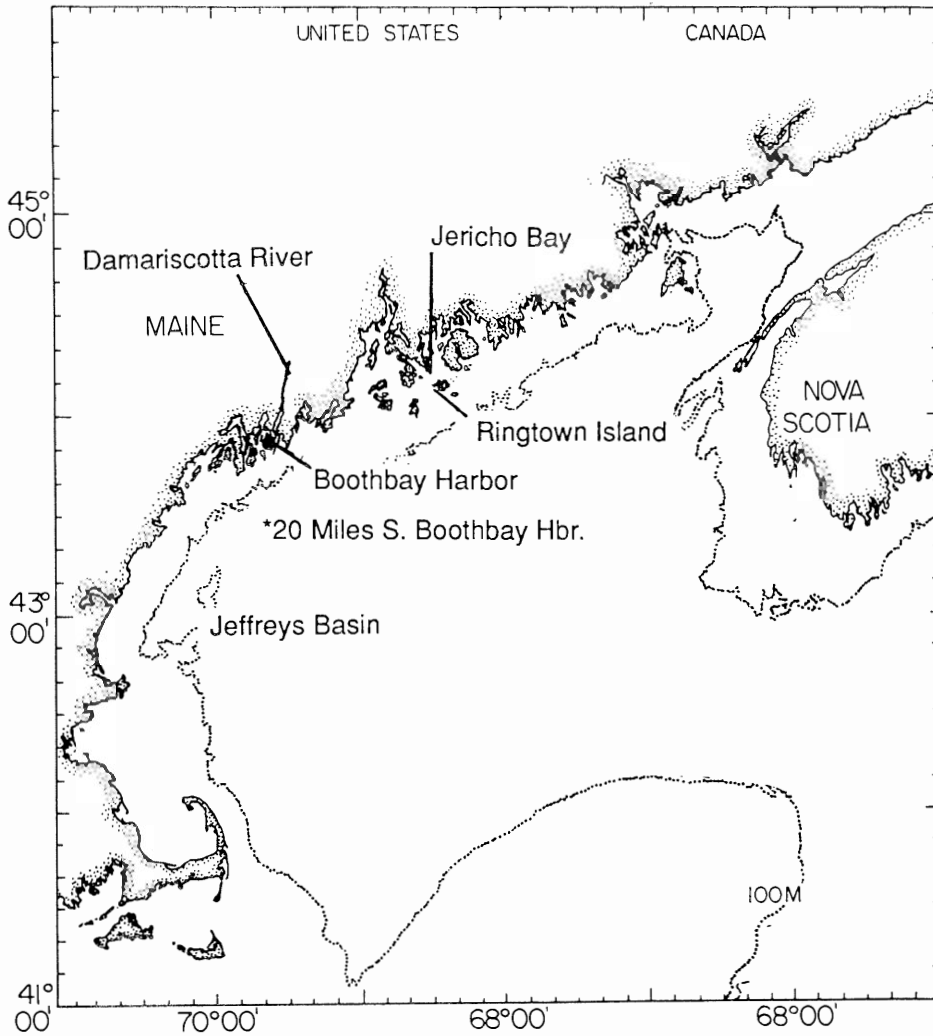 UNITED STATES
CANADA
45°
00'
Jericho Bay
Damariscotta River
MAINE
NOVA
SCOTIA
Ringtown Island
Boothbay Harbor
*20 Miles S. Boothbay Hbr.
43°
00'
Jeffreys Basin
100M
41°
00'
70°00'
68°00'
68°00'